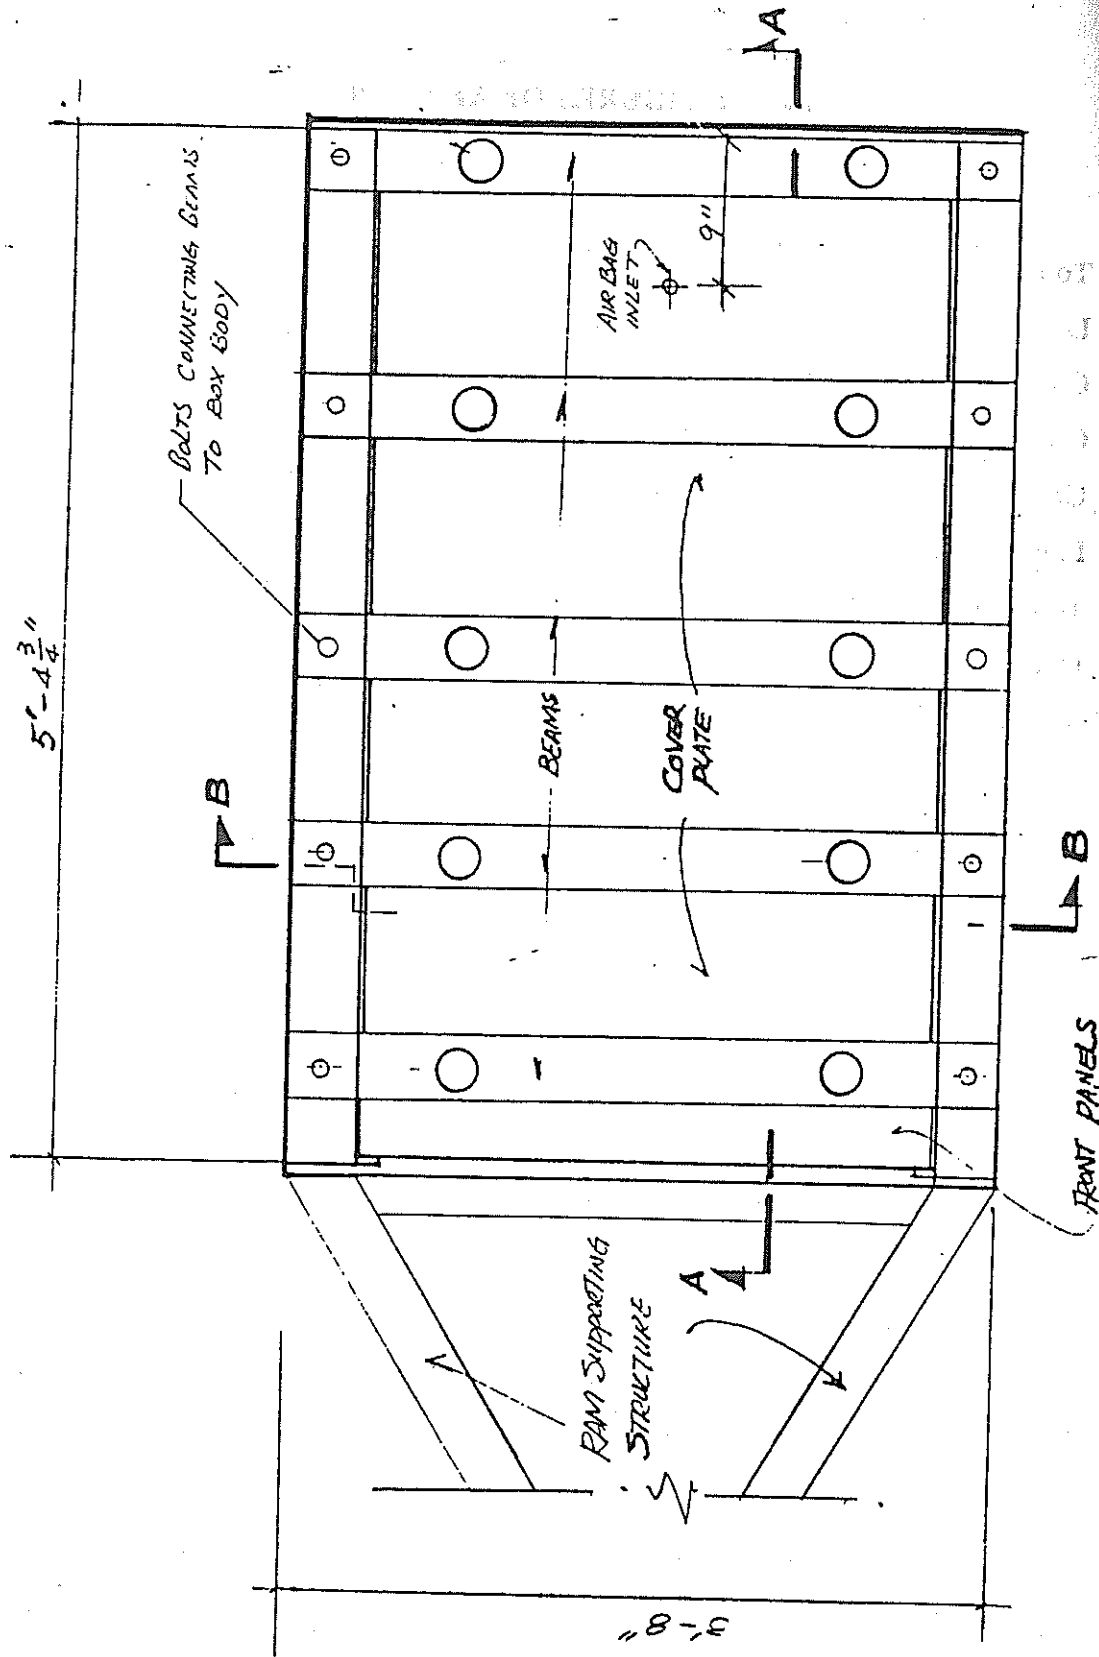 5'-4 3/4"
BOLTS CONNECTING BEAMS
TO BOX BODY
A
AIR BAG
INLET
9"
B
BEAMS
COVER
PLATE
B
A
RAM SUPPORTING
STRUCTURE
FRONT PANELS
3'-8"
To: